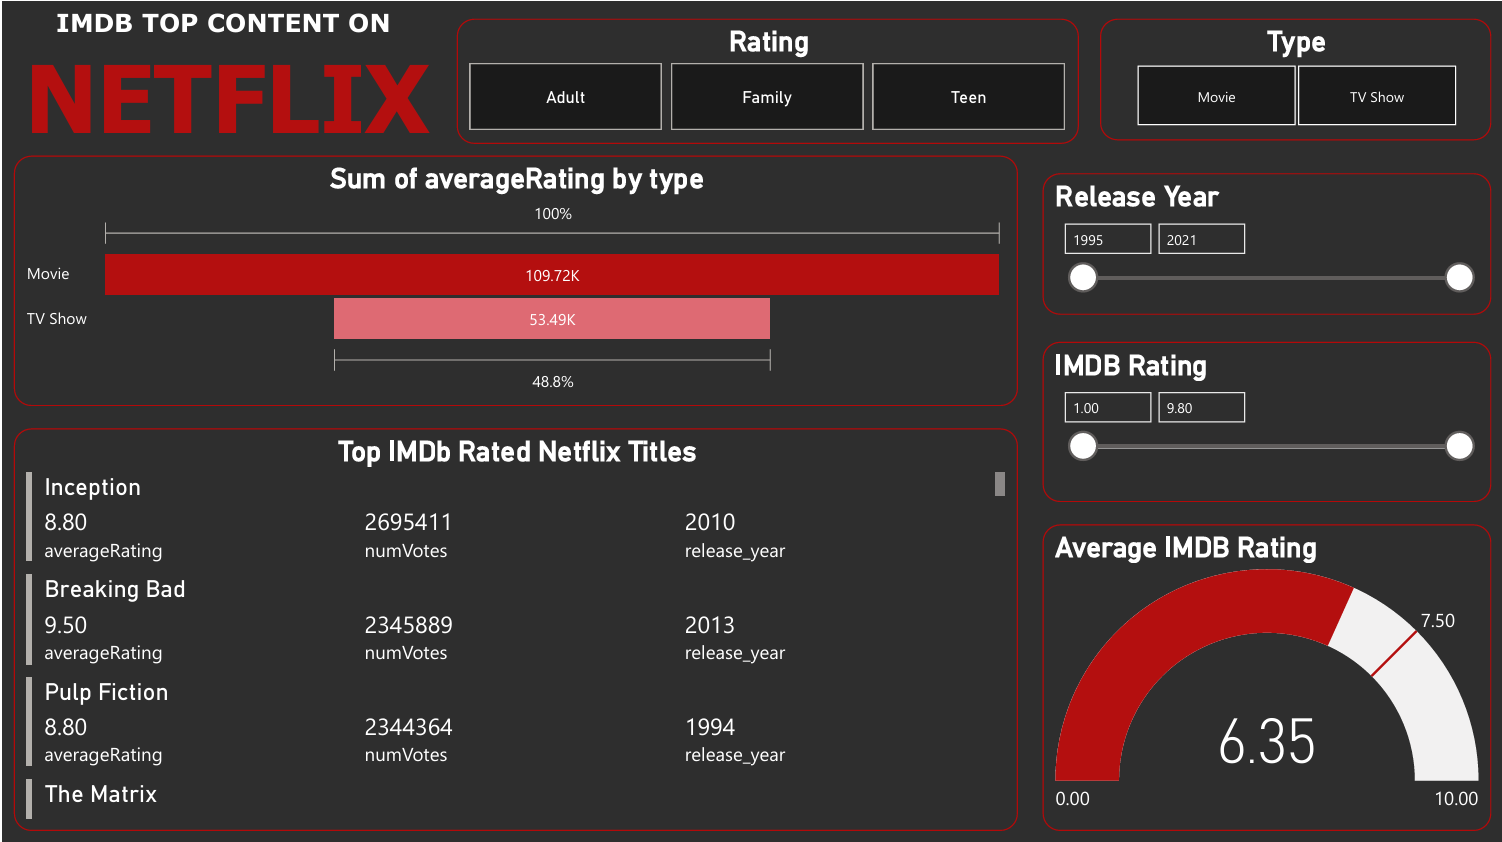 IMDB TOP CONTENT ON
NETFLIX
Rating
Adult
Family
Teen
Type
Movie
TV Show
Sum of averageRating by type
100%
Movie
109.72K
TV Show
53.49K
48.8%
Release Year
1995
2021
IMDB Rating
1.00
9.80
Top IMDb Rated Netflix Titles
Inception
8.80 2695411 2010
averageRating numVotes release_year
Breaking Bad
9.50 2345889 2013
averageRating numVotes release_year
Pulp Fiction
8.80 2344364 1994
averageRating numVotes release_year
The Matrix
Average IMDB Rating
7.50
6.35
0.00
10.00